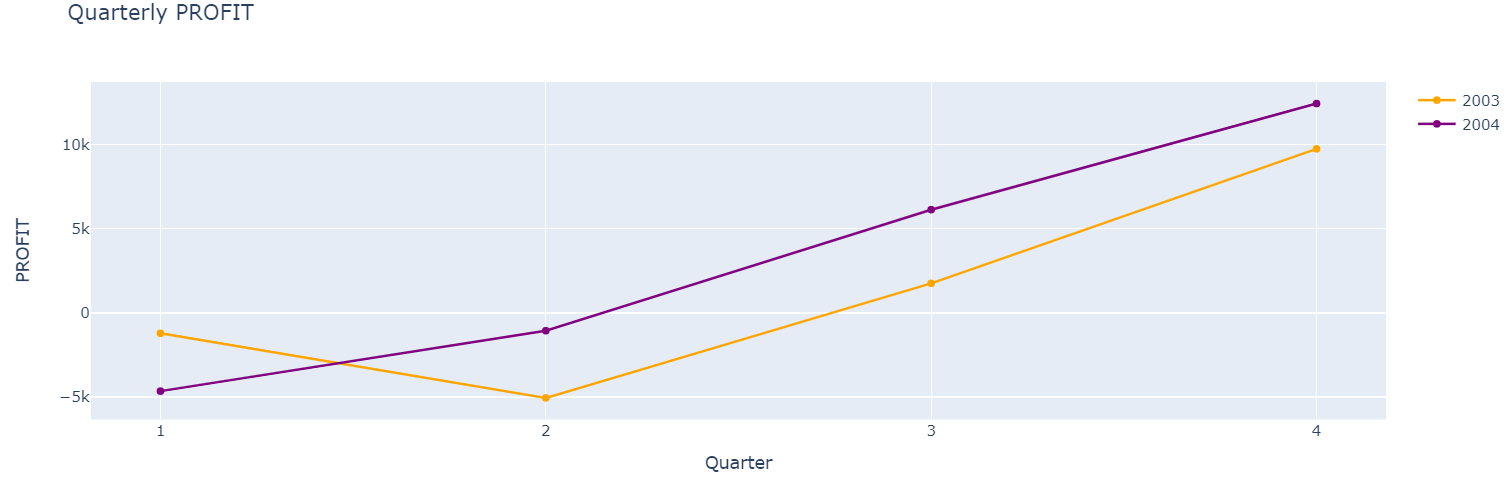 Quarterly PROFIT
2003
2004
10k
5k
0
−5k
PROFIT
1 2 3 4
Quarter